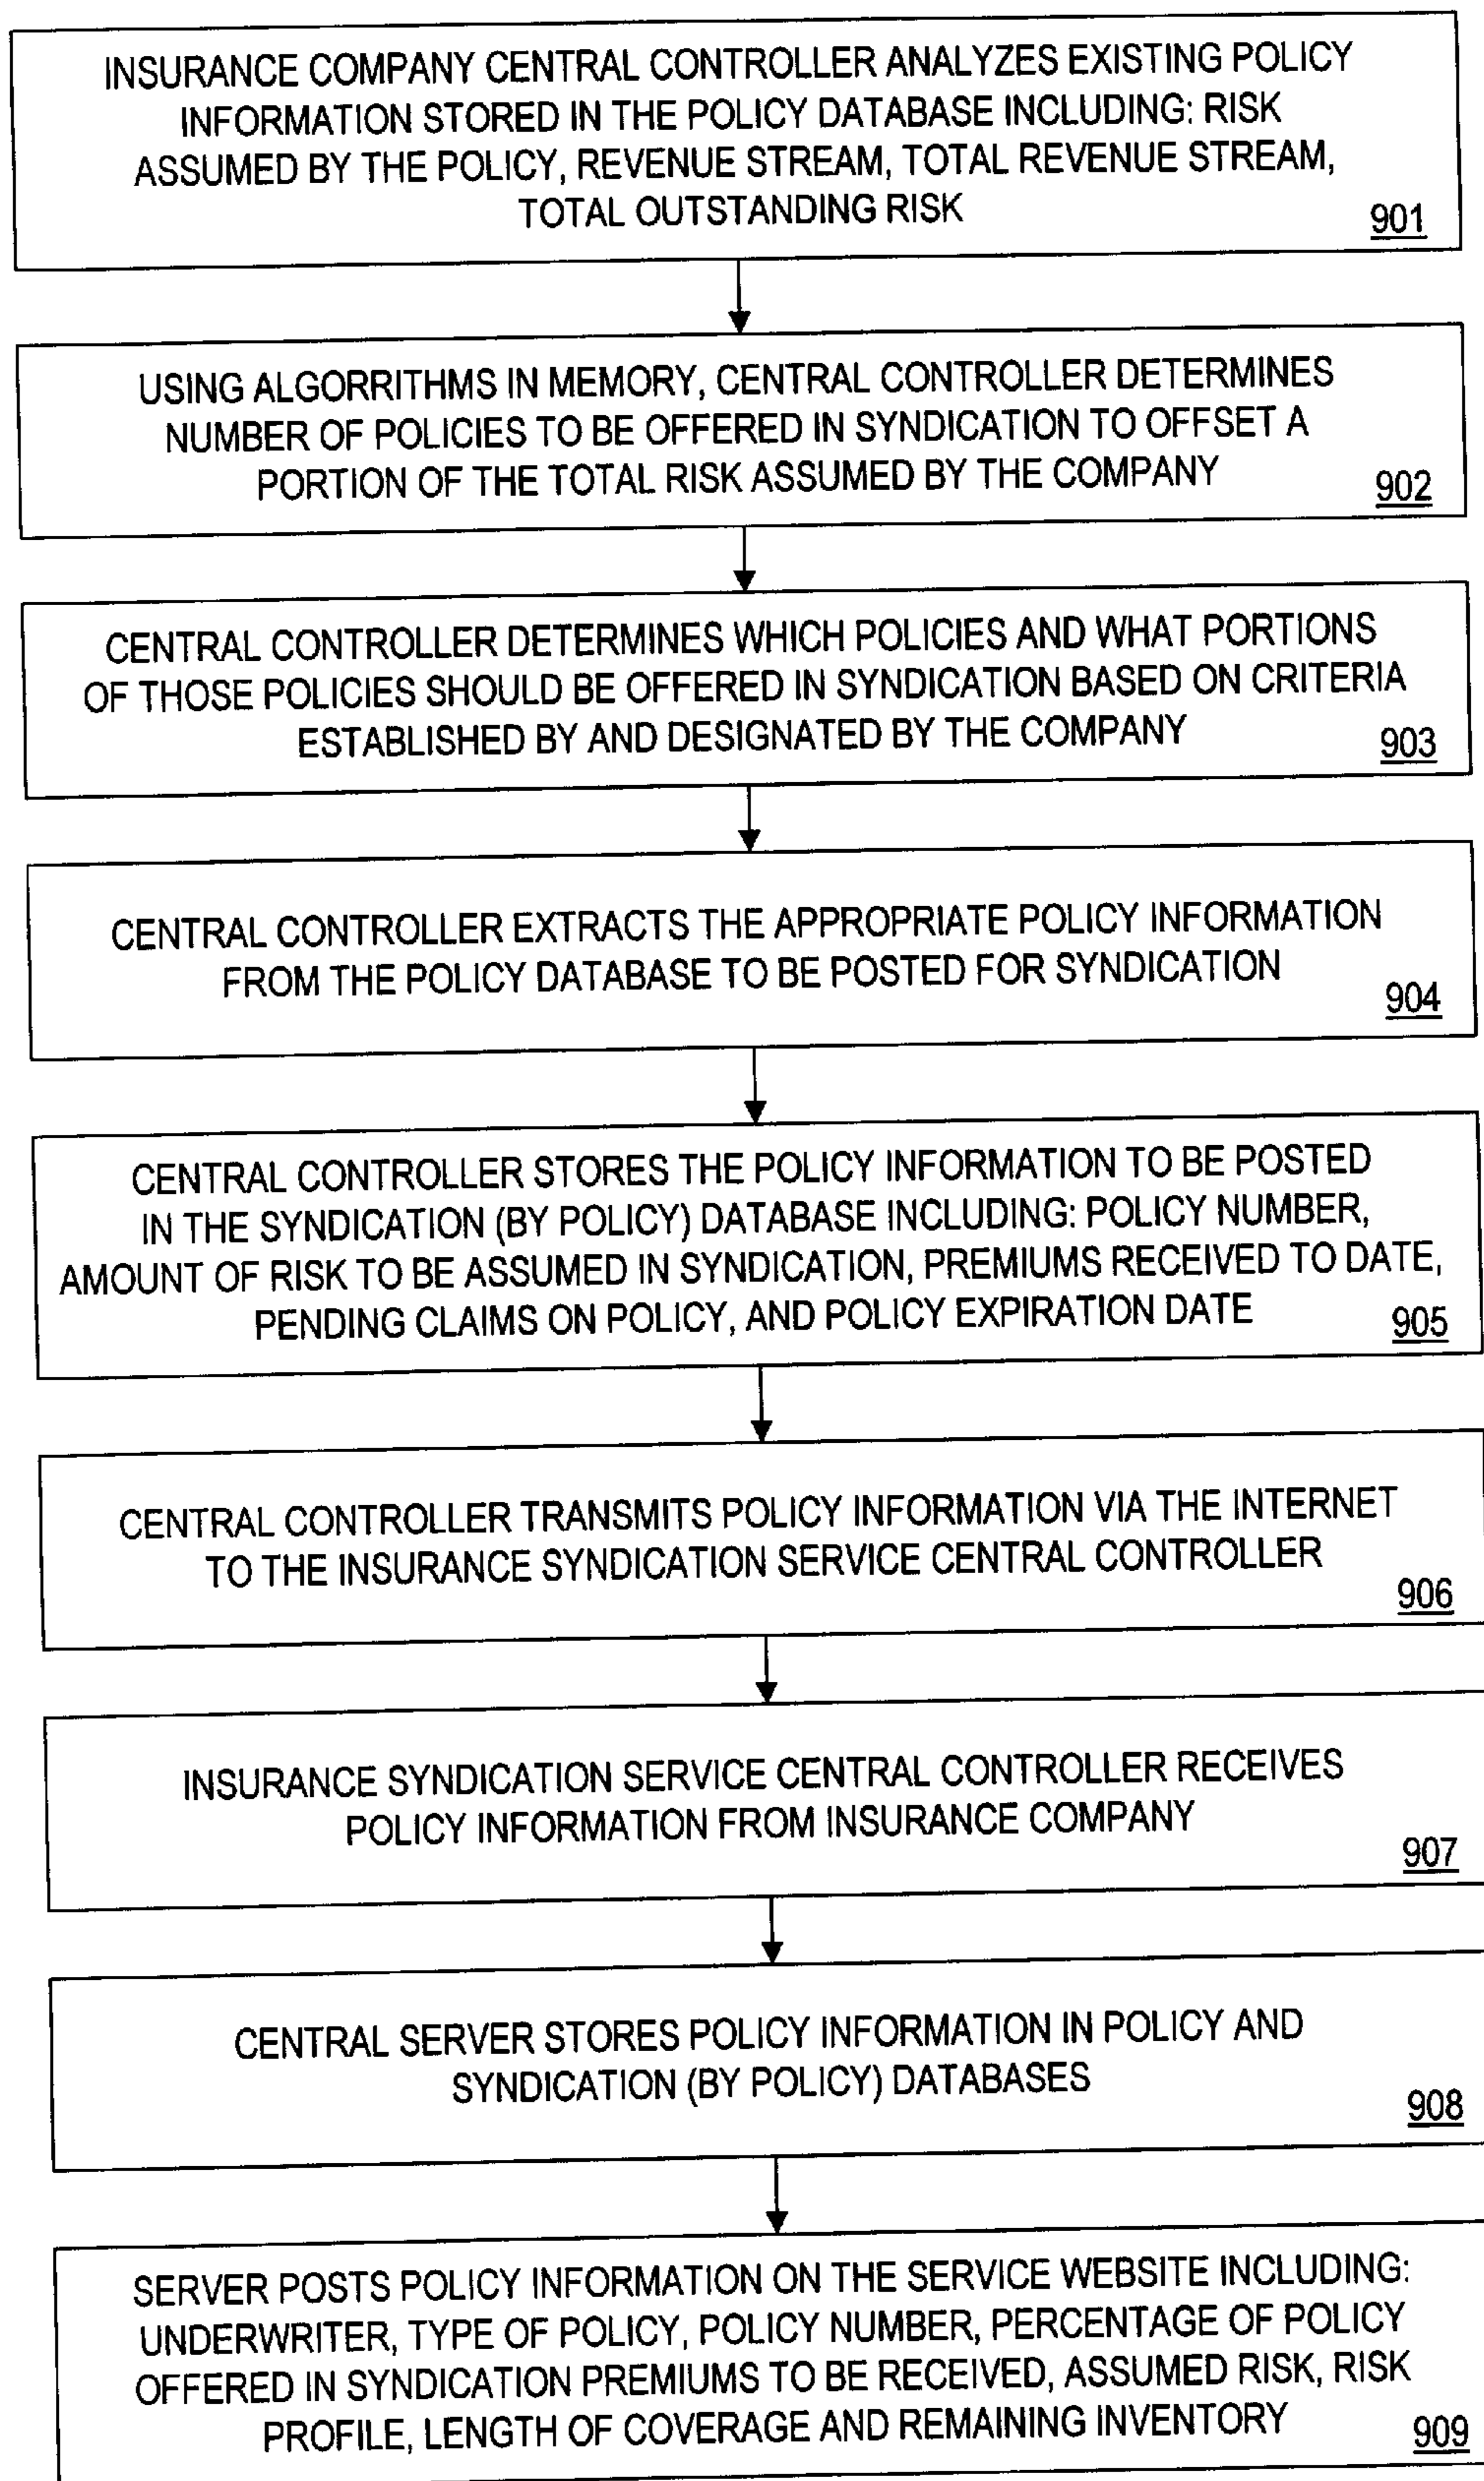 INSURANCE COMPANY CENTRAL CONTROLLER ANALYZES EXISTING POLICY
INFORMATION STORED IN THE POLICY DATABASE INCLUDING: RISK
ASSUMED BY THE POLICY, REVENUE STREAM, TOTAL REVENUE STREAM,
TOTAL OUTSTANDING RISK
901
USING ALGORRITHMS IN MEMORY, CENTRAL CONTROLLER DETERMINES
NUMBER OF POLICIES TO BE OFFERED IN SYNDICATION TO OFFSET A
PORTION OF THE TOTAL RISK ASSUMED BY THE COMPANY
902
CENTRAL CONTROLLER DETERMINES WHICH POLICIES AND WHAT PORTIONS
OF THOSE POLICIES SHOULD BE OFFERED IN SYNDICATION BASED ON CRITERIA
ESTABLISHED BY AND DESIGNATED BY THE COMPANY
903
CENTRAL CONTROLLER EXTRACTS THE APPROPRIATE POLICY INFORMATION
FROM THE POLICY DATABASE TO BE POSTED FOR SYNDICATION
904
CENTRAL CONTROLLER STORES THE POLICY INFORMATION TO BE POSTED
IN THE SYNDICATION (BY POLICY) DATABASE INCLUDING: POLICY NUMBER,
AMOUNT OF RISK TO BE ASSUMED IN SYNDICATION, PREMIUMS RECEIVED TO DATE,
PENDING CLAIMS ON POLICY, AND POLICY EXPIRATION DATE
905
CENTRAL CONTROLLER TRANSMITS POLICY INFORMATION VIA THE INTERNET
TO THE INSURANCE SYNDICATION SERVICE CENTRAL CONTROLLER
906
INSURANCE SYNDICATION SERVICE CENTRAL CONTROLLER RECEIVES
POLICY INFORMATION FROM INSURANCE COMPANY
907
CENTRAL SERVER STORES POLICY INFORMATION IN POLICY AND
SYNDICATION (BY POLICY) DATABASES
908
SERVER POSTS POLICY INFORMATION ON THE SERVICE WEBSITE INCLUDING:
UNDERWRITER, TYPE OF POLICY, POLICY NUMBER, PERCENTAGE OF POLICY
OFFERED IN SYNDICATION PREMIUMS TO BE RECEIVED, ASSUMED RISK, RISK
PROFILE, LENGTH OF COVERAGE AND REMAINING INVENTORY
909